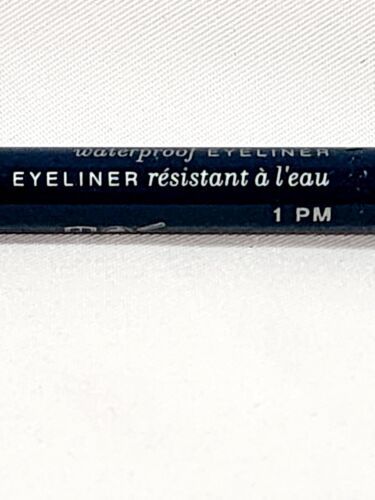 waterproof EYELINER
EYELINER résistant à l'eau
1 PM